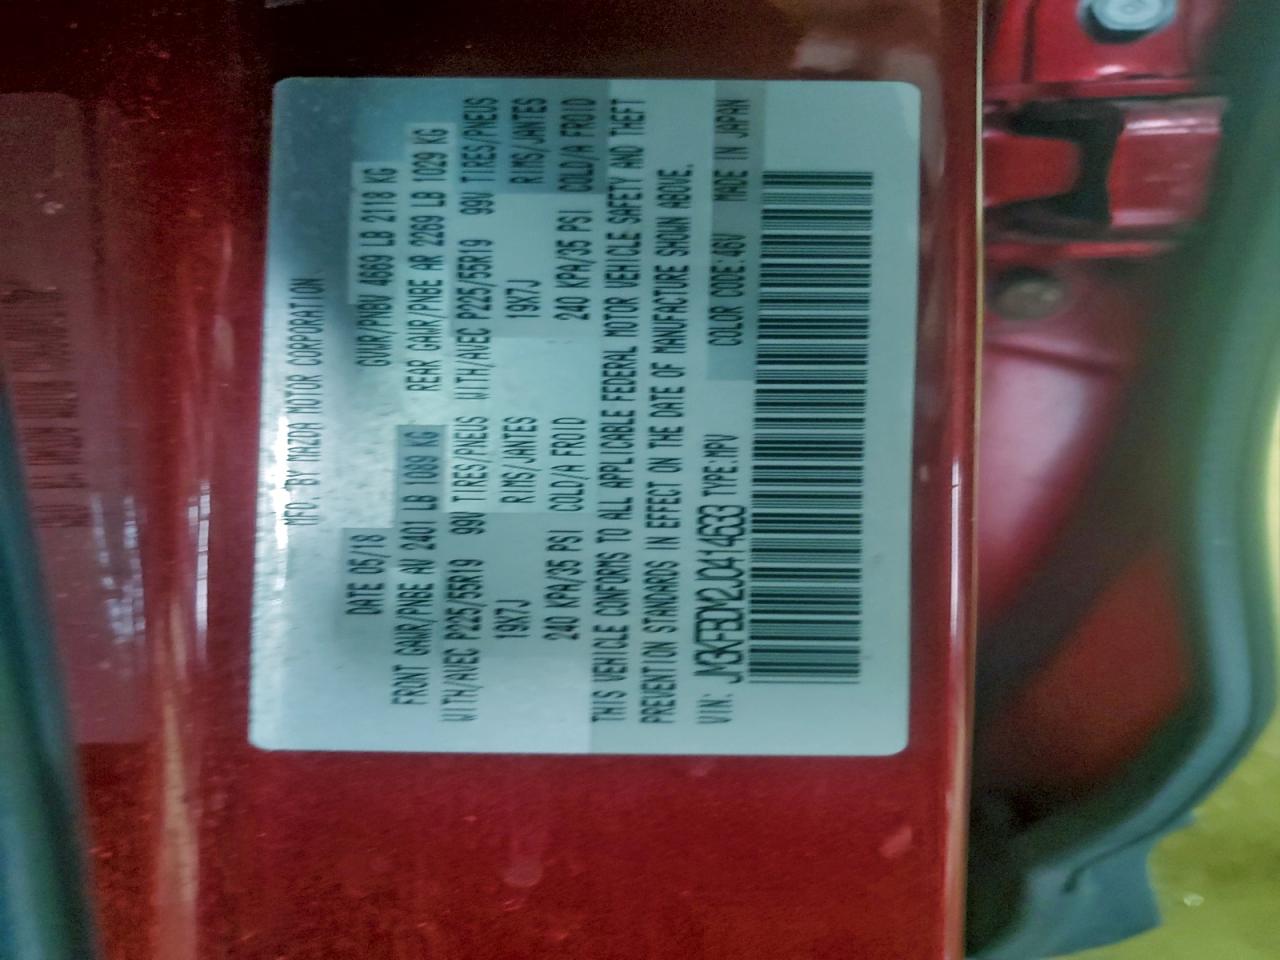 MFD. BY MAZDA MOTOR CORPORATION
DATE 05/18 GVWR/PNBV 4669 LB 2118 KG
FRONT GAWR/PNBE AV 2401 LB 1089 KG REAR GAWR/PNBE AR 2269 LB 1029 KG
WITH/AVEC P225/55R19 99V TIRES/PNEUS WITH/AVEC P225/55R19 99V TIRES/PNEUS
19X7J RIMS/JANTES 19X7J RIMS/JANTES
240 KPA/35 PSI COLD/A FROID 240 KPA/35 PSI COLD/A FROID
THIS VEHICLE CONFORMS TO ALL APPLICABLE FEDERAL MOTOR VEHICLE SAFETY AND THEFT
PREVENTION STANDARDS IN EFFECT ON THE DATE OF MANUFACTURE SHOWN ABOVE.
VIN: JM3KFBDM2J0414633 TYPE:MPV COLOR CODE:46V MADE IN JAPAN